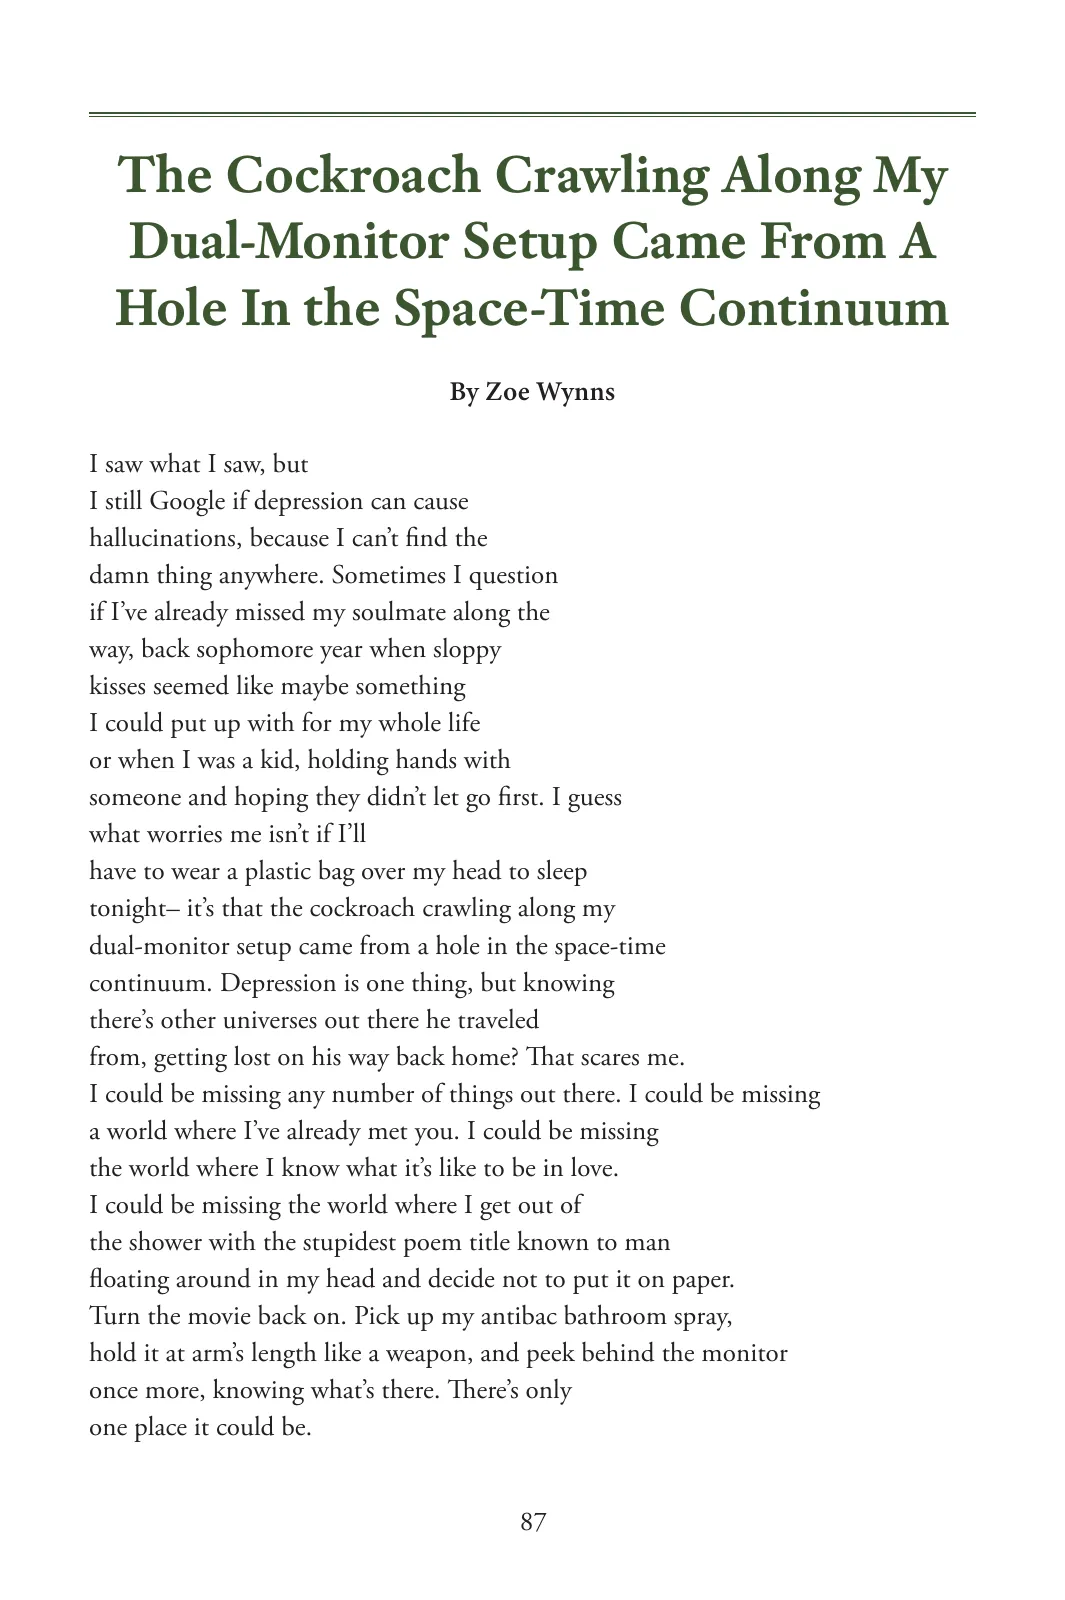 The Cockroach Crawling Along My
Dual-Monitor Setup Came From A
Hole In the Space-Time Continuum
By Zoe Wynns
I saw what I saw, but
I still Google if depression can cause
hallucinations, because I can’t find the
damn thing anywhere. Sometimes I question
if I’ve already missed my soulmate along the
way, back sophomore year when sloppy
kisses seemed like maybe something
I could put up with for my whole life
or when I was a kid, holding hands with
someone and hoping they didn’t let go first. I guess
what worries me isn’t if I’ll
have to wear a plastic bag over my head to sleep
tonight– it’s that the cockroach crawling along my
dual-monitor setup came from a hole in the space-time
continuum. Depression is one thing, but knowing
there’s other universes out there he traveled
from, getting lost on his way back home? That scares me.
I could be missing any number of things out there. I could be missing
a world where I’ve already met you. I could be missing
the world where I know what it’s like to be in love.
I could be missing the world where I get out of
the shower with the stupidest poem title known to man
floating around in my head and decide not to put it on paper.
Turn the movie back on. Pick up my antibac bathroom spray,
hold it at arm’s length like a weapon, and peek behind the monitor
once more, knowing what’s there. There’s only
one place it could be.
87